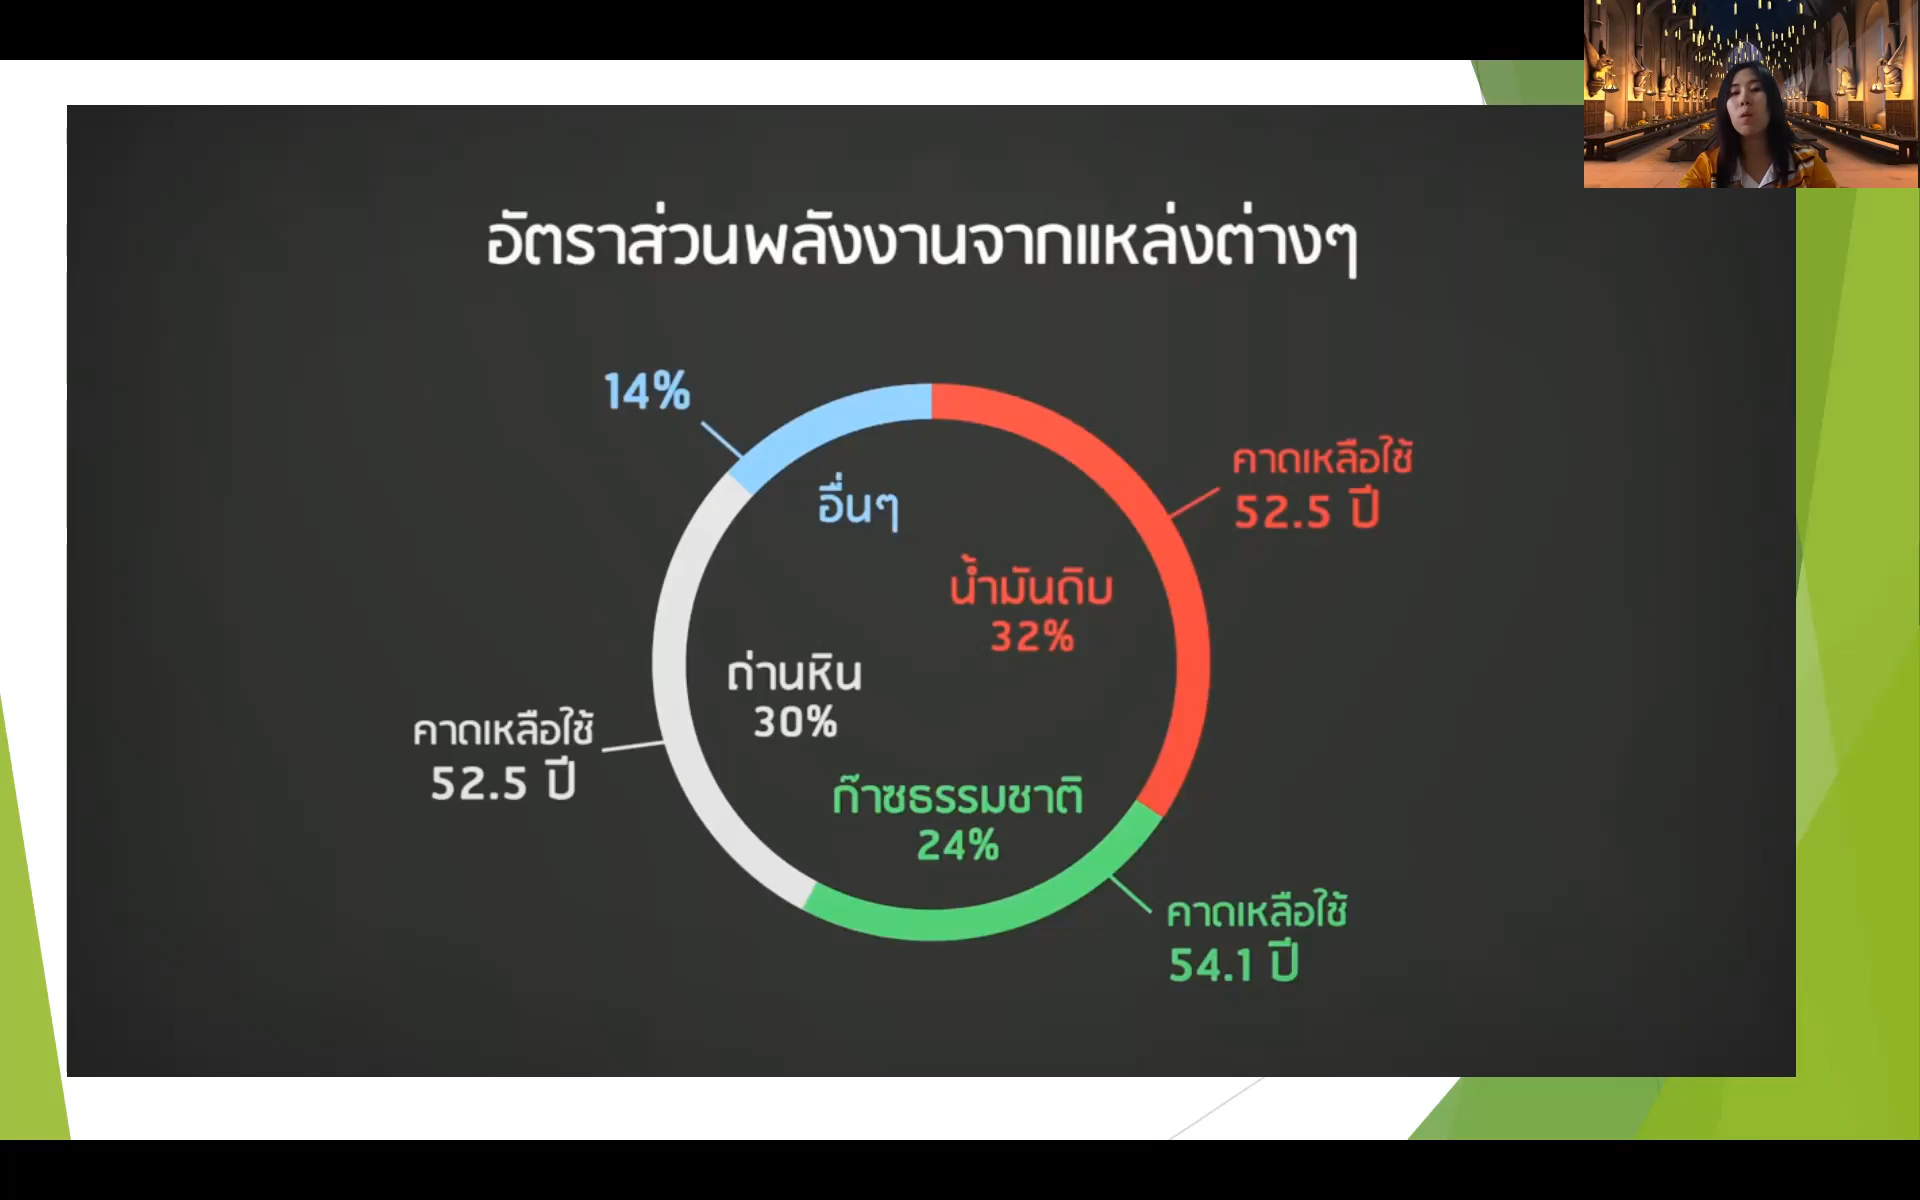 อัตราส่วนพลังงานจากแหล่งต่างๆ
14%
อื่นๆ
คาดเหลือใช้
52.5 ปี
น้ำมันดิบ
32%
ถ่านหิน
30%
คาดเหลือใช้
52.5 ปี
ก๊าซธรรมชาติ
24%
คาดเหลือใช้
54.1 ปี